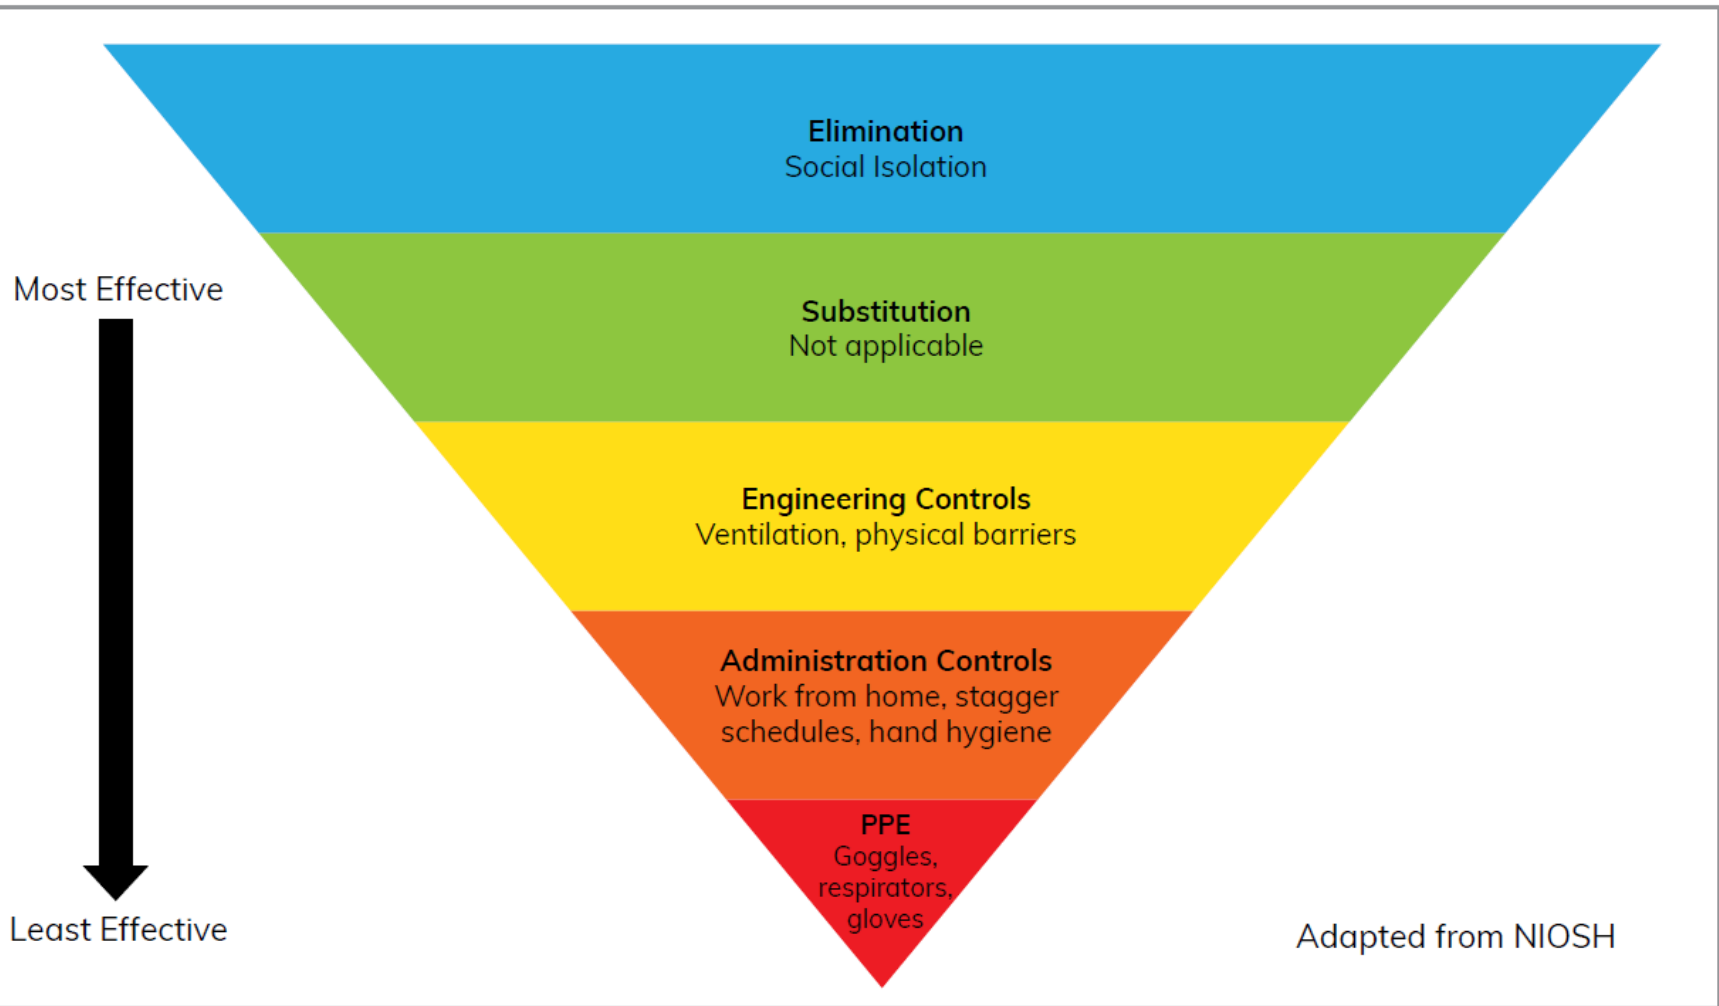 Elimination
Social Isolation
Most Effective
Substitution
Not applicable
Engineering Controls
Ventilation, physical barriers
Administration Controls
Work from home, stagger
schedules, hand hygiene
PPE
Goggles,
respirators,
gloves
Least Effective
Adapted from NIOSH